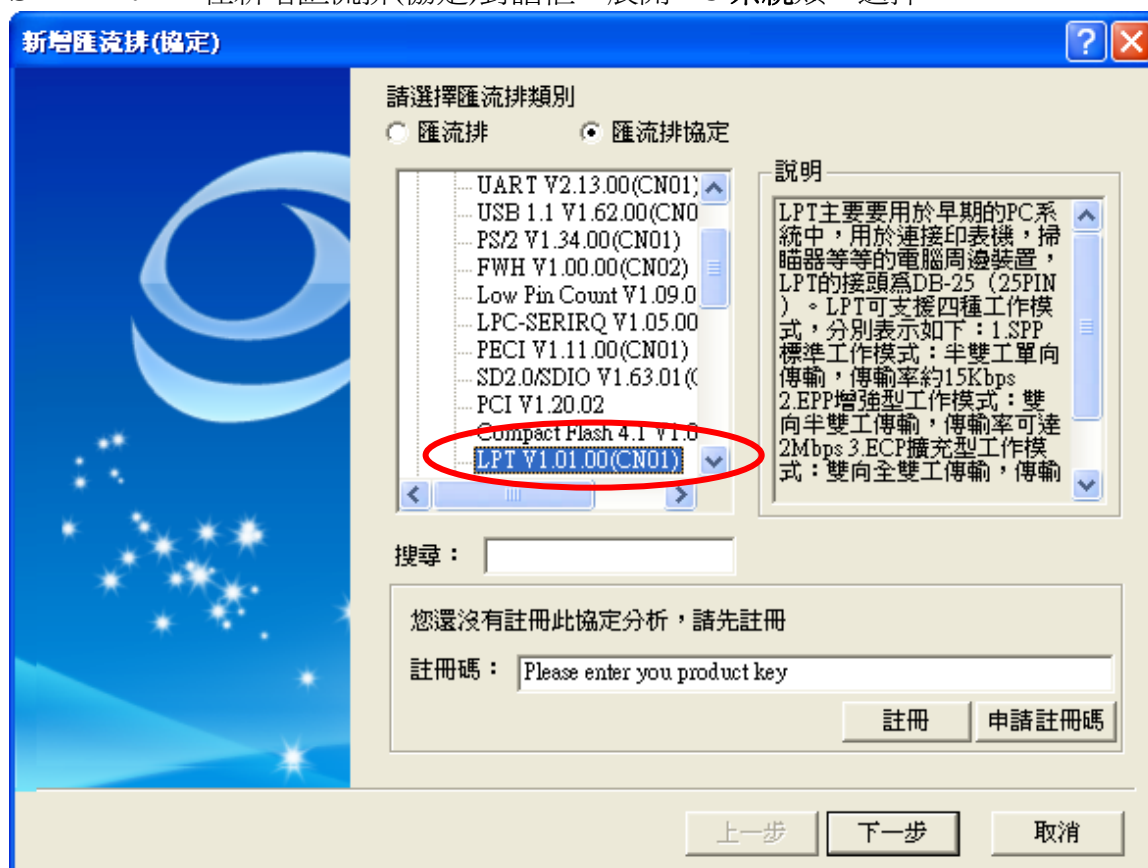 新增匯流排(協定)
請選擇匯流排類別
匯流排
匯流排協定
UART V2.13.00(CN01)
USB 1.1 V1.62.00(CN0
PS/2 V1.34.00(CN01)
FWH V1.00.00(CN02)
Low Pin Count V1.09.0
LPC-SERIRQ V1.05.00
PECI V1.11.00(CN01)
SD2.0/SDIO V1.63.01(C
PCI V1.20.02
Compact Flash 4.1 V1.0
LPT V1.01.00(CN01)
說明
LPT主要要用於早期的PC系
統中，用於連接印表機，掃
瞄器等等的電腦周邊裝置，
LPT的接頭為DB-25（25PIN
）。LPT可支援四種工作模
式，分別表示如下：1.SPP
標準工作模式：半雙工單向
傳輸，傳輸率約15Kbps
2.EPP增強型工作模式：雙
向半雙工傳輸，傳輸率可達
2Mbps 3.ECP擴充型工作模
式：雙向全雙工傳輸，傳輸
搜尋：
您還沒有註冊此協定分析，請先註冊
註冊碼：
Please enter you product key
註冊
申請註冊碼
上一步
下一步
取消